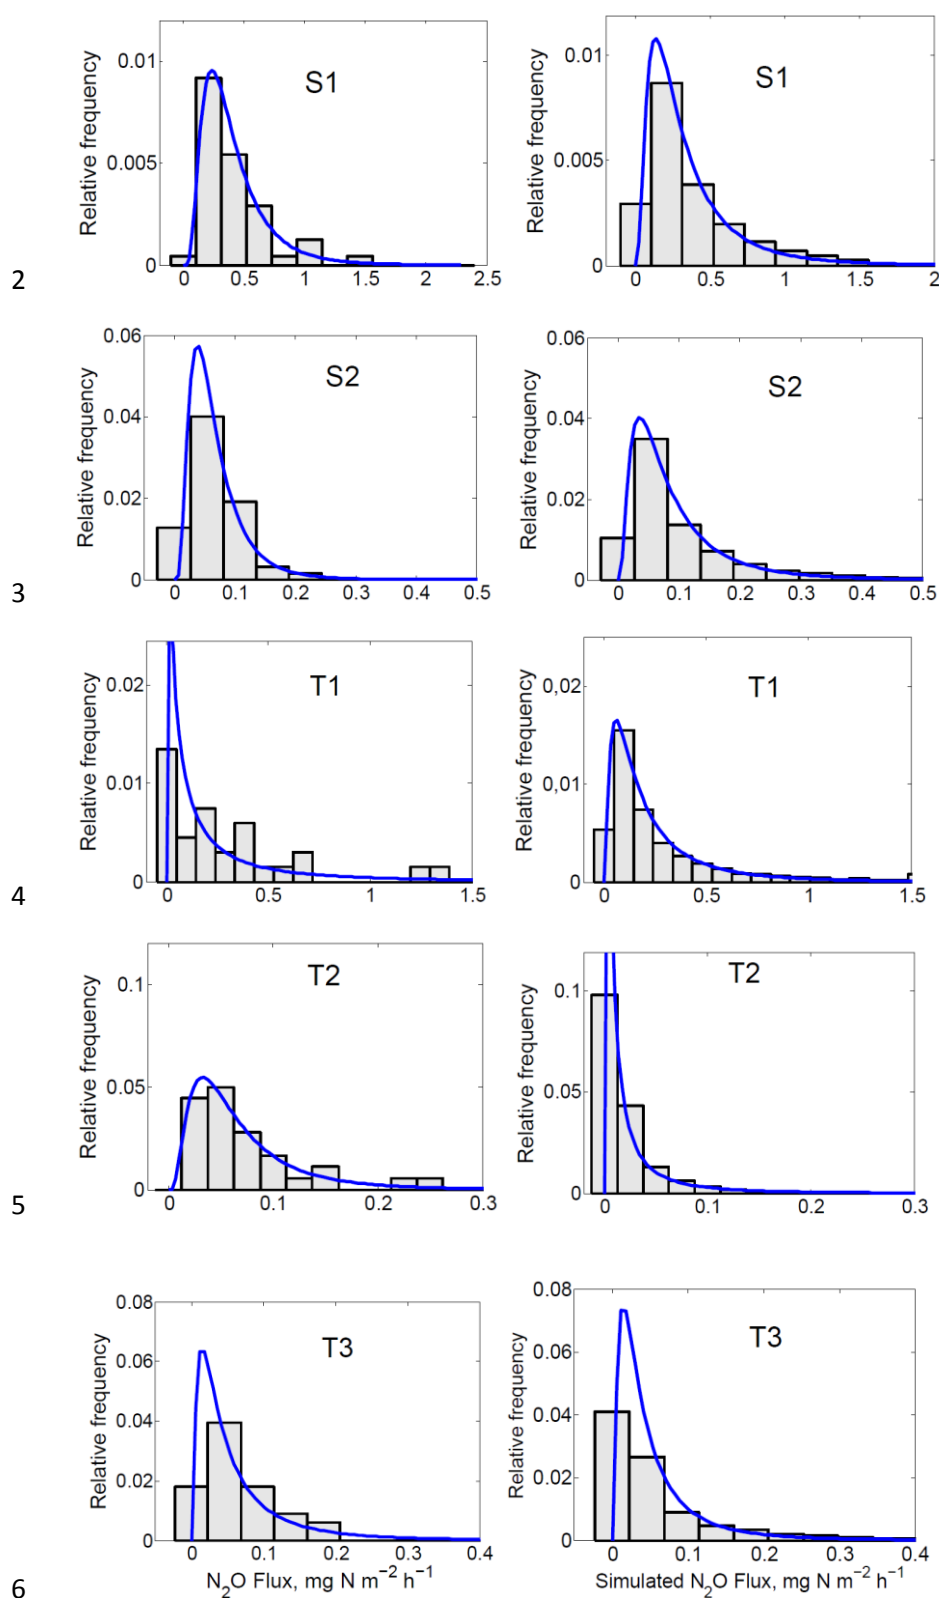 Relative frequency
0.01
0.005
0
S1
0 0.5 1 1.5 2 2.5
Relative frequency
0.01
0.005
0
S1
0 0.5 1 1.5 2
2
Relative frequency
0.06
0.04
0.02
0
S2
0 0.1 0.2 0.3 0.4 0.5
Relative frequency
0.06
0.04
0.02
0
S2
0 0.1 0.2 0.3 0.4 0.5
3
Relative frequency
0.02
0.01
0
T1
0 0.5 1 1.5
Relative frequency
0,02
0.01
0
T1
0 0.5 1 1.5
4
Relative frequency
0.1
0.05
0
T2
0 0.1 0.2 0.3
Relative frequency
0.1
0.05
0
T2
0 0.1 0.2 0.3
5
Relative frequency
0.08
0.06
0.04
0.02
0
T3
0 0.1 0.2 0.3 0.4
N₂O Flux, mg N m⁻² h⁻¹
Relative frequency
0.08
0.06
0.04
0.02
0
T3
0 0.1 0.2 0.3 0.4
Simulated N₂O Flux, mg N m⁻² h⁻¹
6